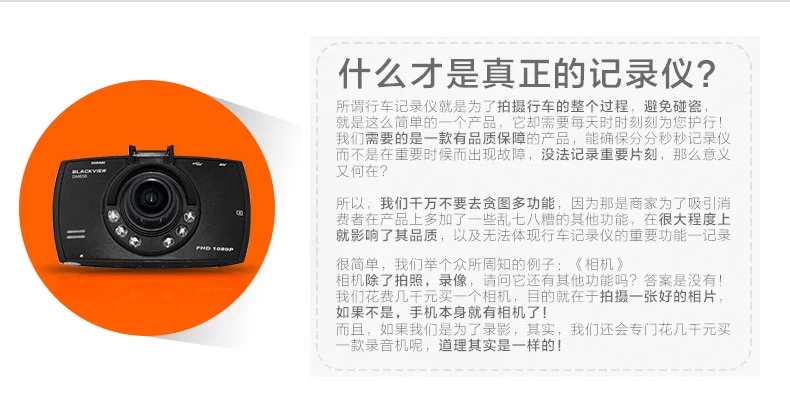 什么才是真正的记录仪?
所谓行车记录仪就是为了拍摄行车的整个过程，避免碰瓷，
就是这么简单的一个产品，它却需要每天时时刻刻为您护行！
我们需要的是一款有品质保障的产品，能确保分分秒秒记录仪
而不是在重要时候而出现故障，没法记录重要片刻，那么意义
又何在?
所以，我们千万不要去贪图多功能，因为那是商家为了吸引消
费者在产品上多加了一些乱七八糟的其他功能，在很大程度上
就影响了其品质，以及无法体现行车记录仪的重要功能一记录
很简单，我们举个众所周知的例子：《相机》
相机除了拍照，录像，请问它还有其他功能吗？答案是没有!
我们花费几千元买一个相机，目的就在于拍摄一张好的相片，
如果不是，手机本身就有相机了!
而且，如果我们是为了录影，其实，我们还会专门花几千元买
一款录音机呢，道理其实是一样的!
HDMI
AV
BLACKVIEW
FHD 1080P